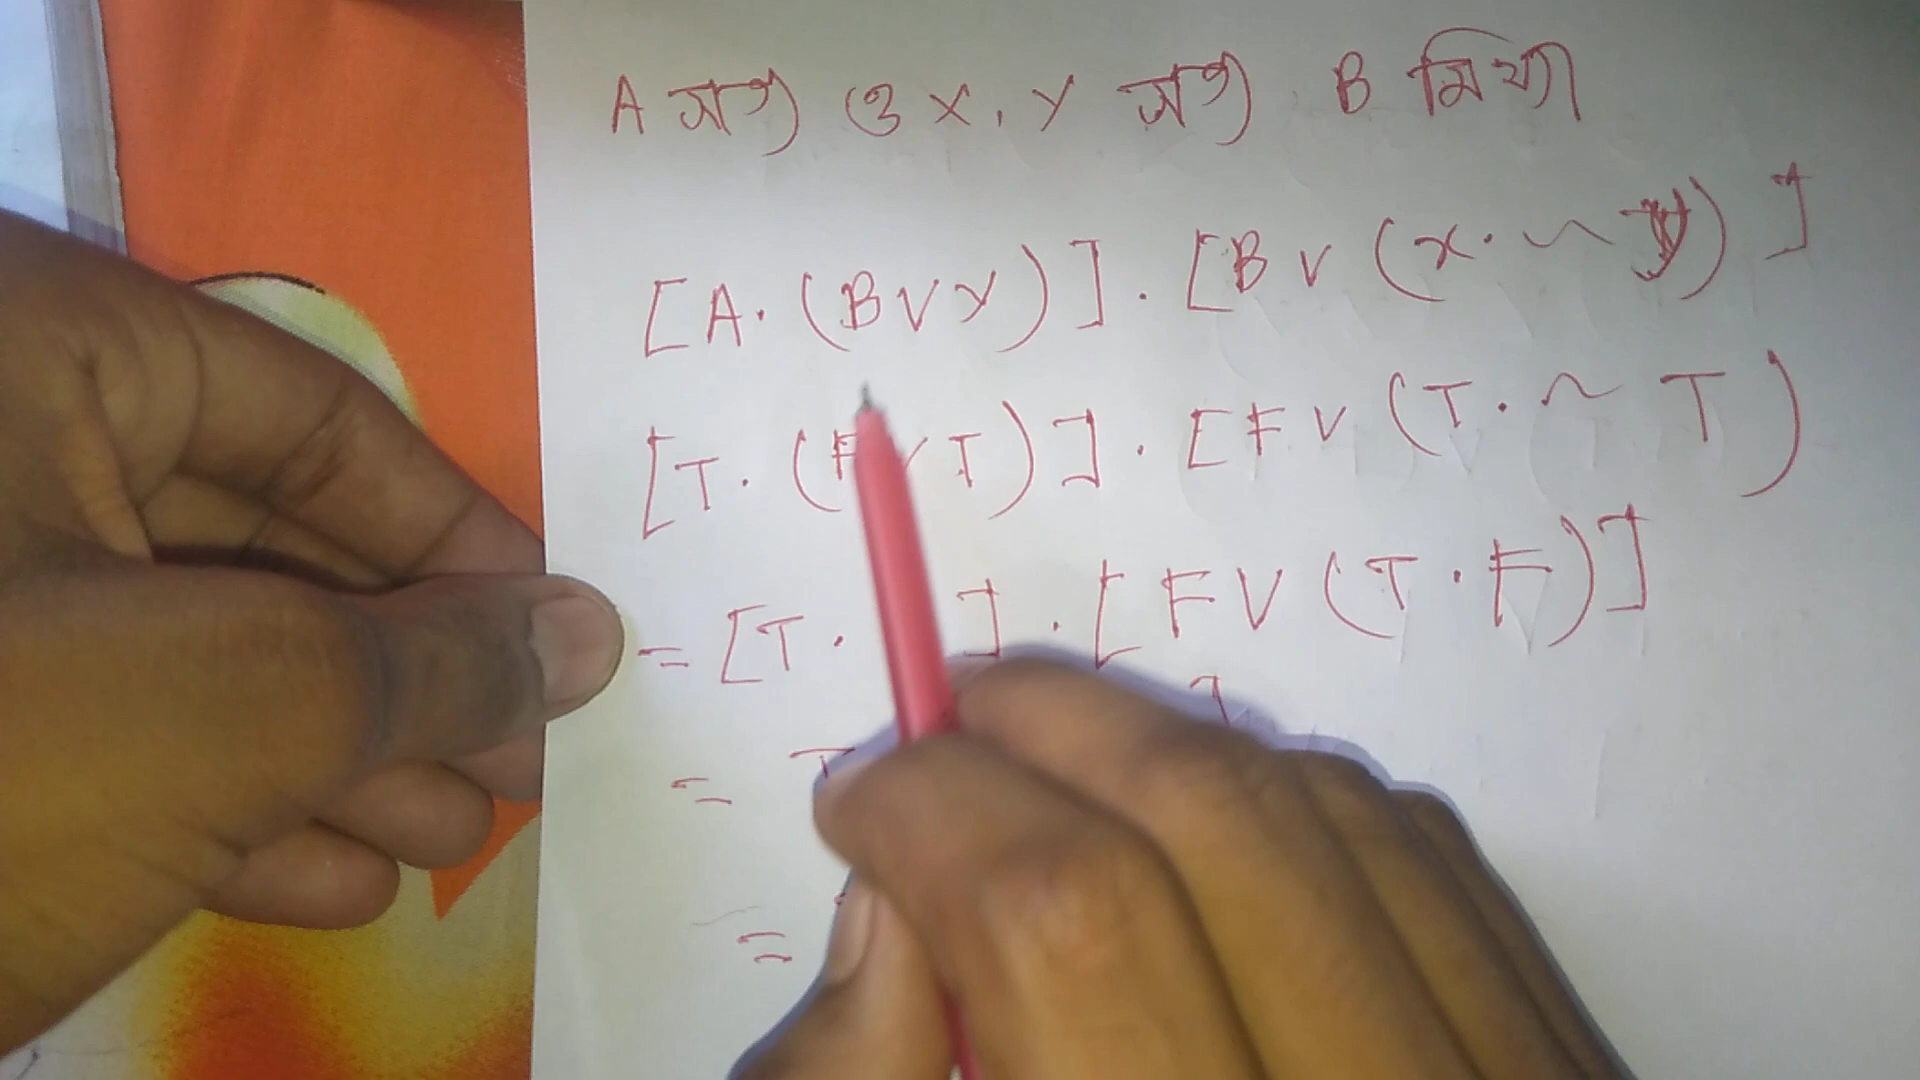 A সত্য ও X, Y সত্য B মিথ্যা
[A. (B V Y)] . [B V (x. ~ y)]
[T. (F V T)] . [F V (T. ~ T)
= [T . ] . [F V (T . F)]
= T ]
=